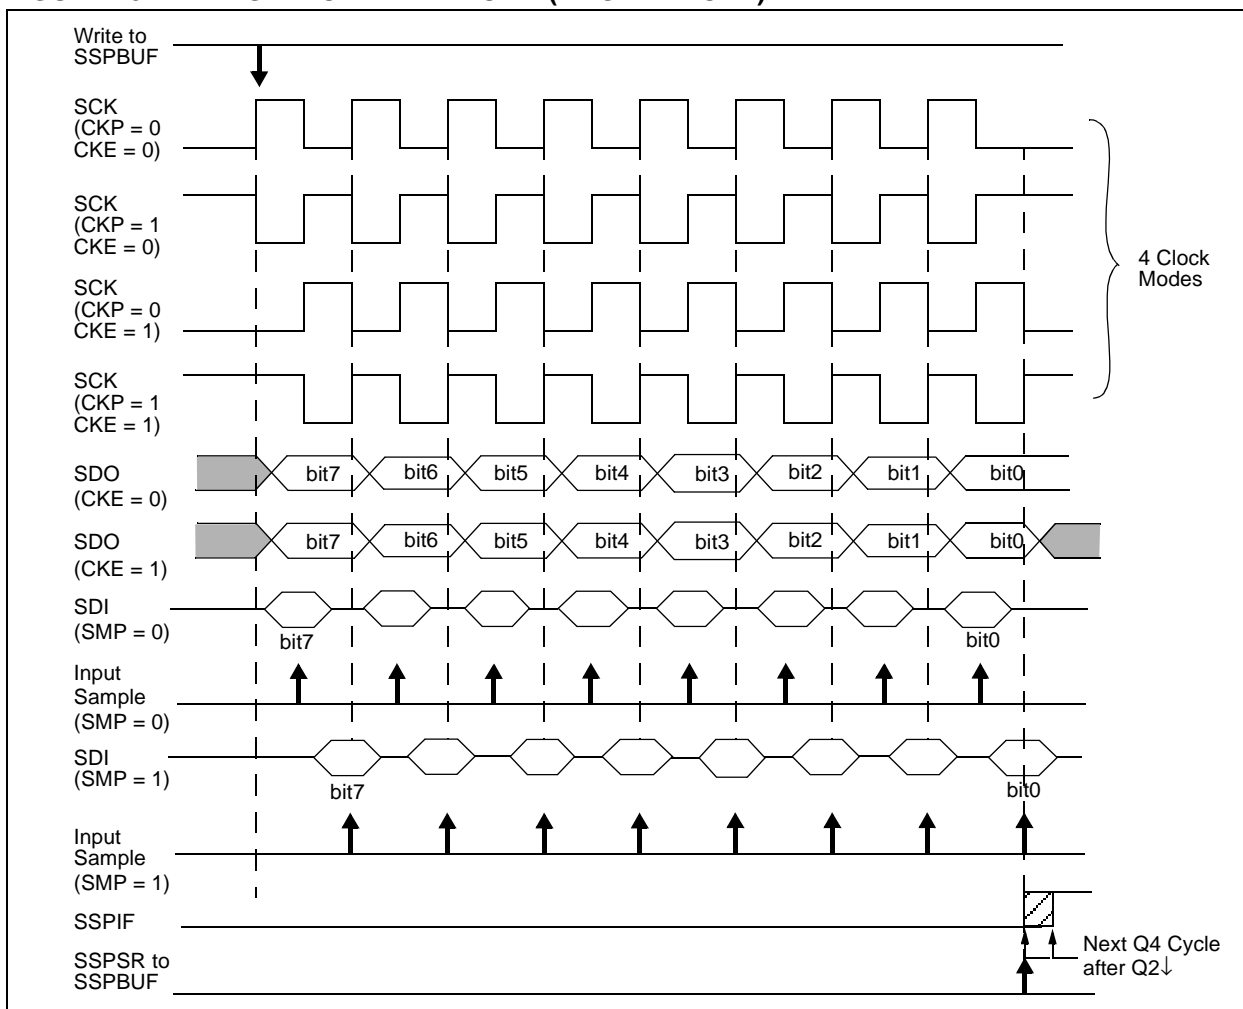 Write to
SSPBUF
SCK
(CKP = 0
CKE = 0)
SCK
(CKP = 1
CKE = 0)
SCK
(CKP = 0
CKE = 1)
SCK
(CKP = 1
CKE = 1)
4 Clock
Modes
SDO
(CKE = 0)
bit7 bit6 bit5 bit4 bit3 bit2 bit1 bit0
SDO
(CKE = 1)
bit7 bit6 bit5 bit4 bit3 bit2 bit1 bit0
SDI
(SMP = 0)
bit7 bit0
Input
Sample
(SMP = 0)
SDI
(SMP = 1)
bit7 bit0
Input
Sample
(SMP = 1)
SSPIF
SSPSR to
SSPBUF
Next Q4 Cycle
after Q2↓